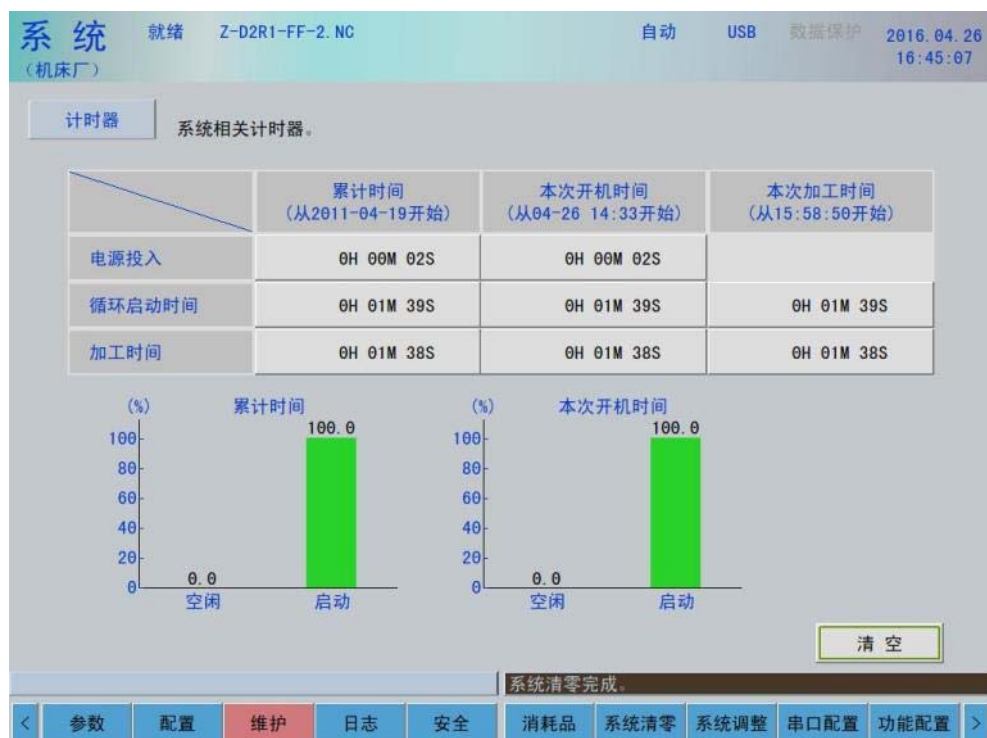 系 统 就绪 Z-D2R1-FF-2.NC 自动 USB 数据保护 2016.04.26
(机床厂) 16:45:07
计时器 系统相关计时器。
累计时间 本次开机时间 本次加工时间
(从2011-04-19开始) (从04-26 14:33开始) (从15:58:50开始)
电源投入 0H 00M 02S 0H 00M 02S
循环启动时间 0H 01M 39S 0H 01M 39S 0H 01M 39S
加工时间 0H 01M 38S 0H 01M 38S 0H 01M 38S
(%) 累计时间 (%) 本次开机时间
100.0 100.0
100 100
80 80
60 60
40 40
20 20
0 0.0 0 0.0
空闲 启动 空闲 启动
清 空
系统清零完成。
< 参数 配置 维护 日志 安全 消耗品 系统清零 系统调整 串口配置 功能配置 >